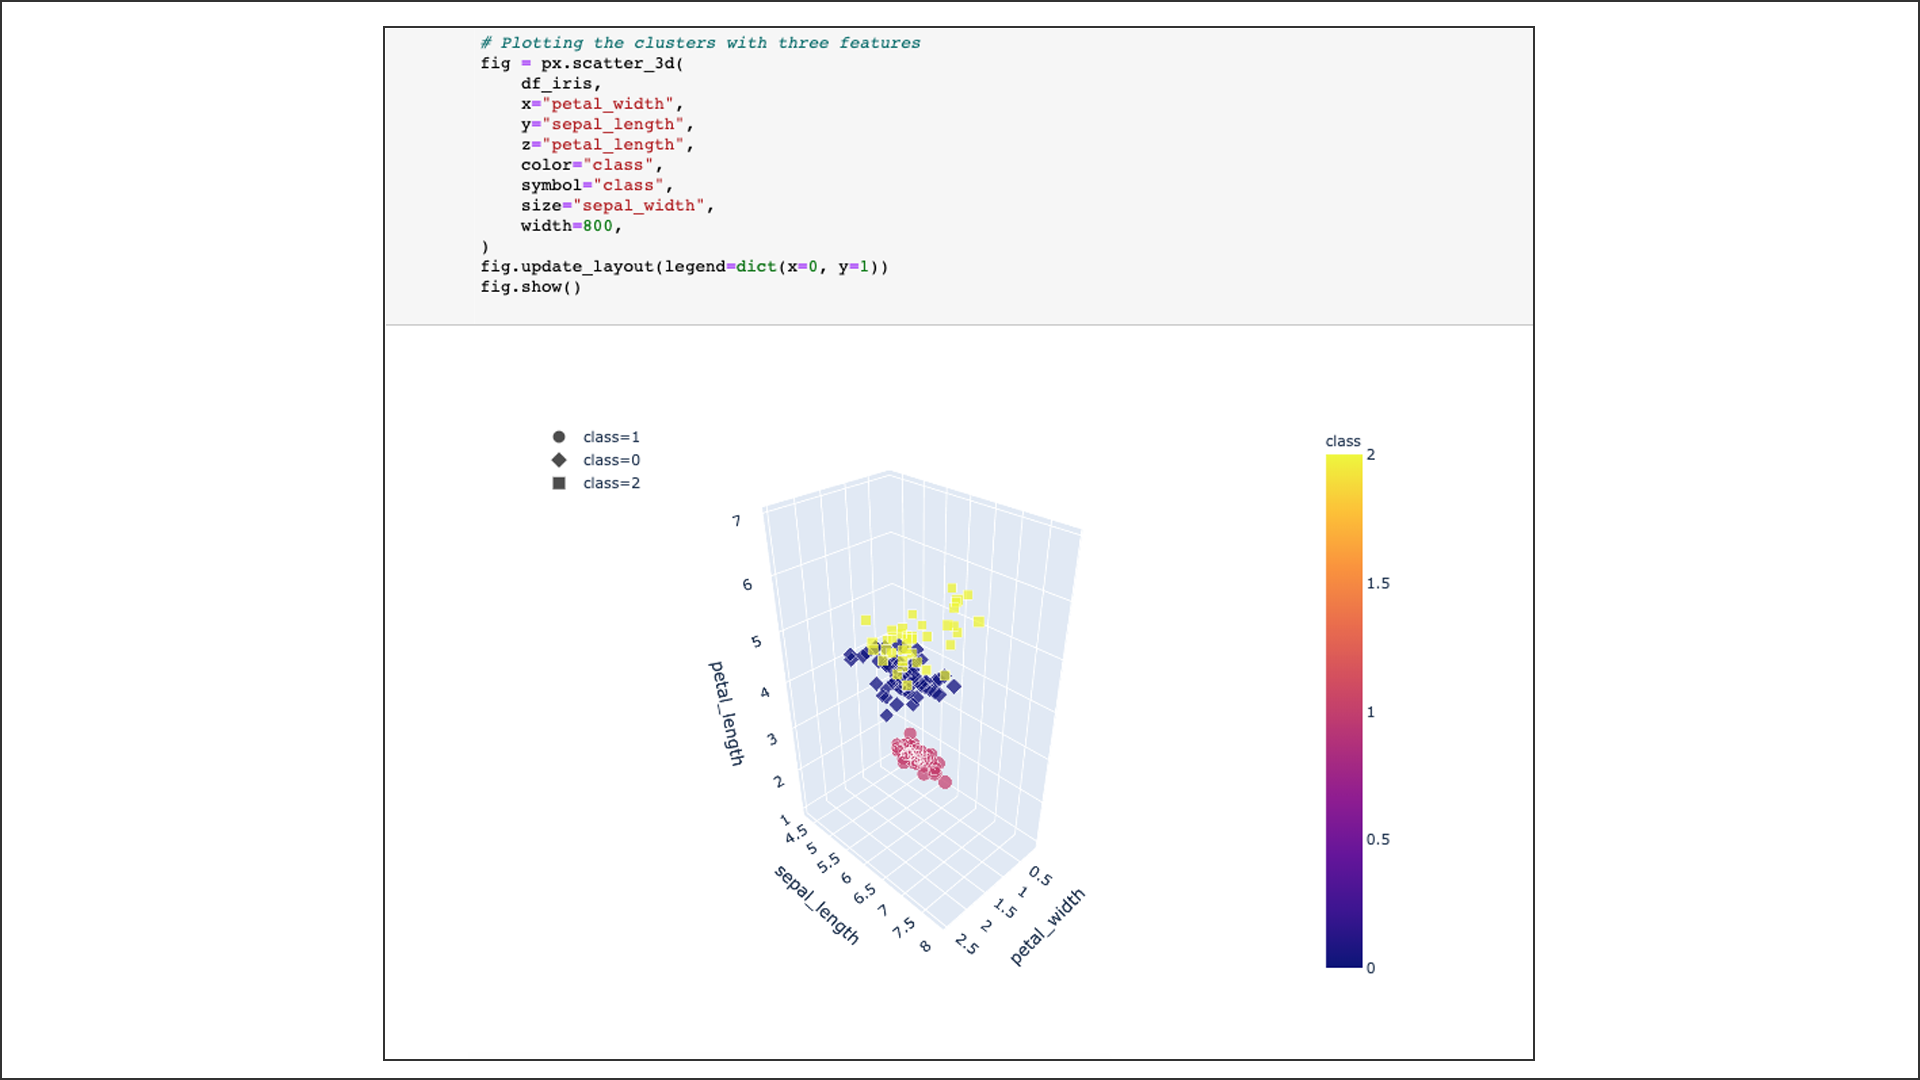 # Plotting the clusters with three features
fig = px.scatter_3d(
    df_iris,
    x="petal_width",
    y="sepal_length",
    z="petal_length",
    color="class",
    symbol="class",
    size="sepal_width",
    width=800,
)
fig.update_layout(legend=dict(x=0, y=1))
fig.show()
class=1
class=0
class=2
class
2
1.5
1
0.5
0
7
6
5
4
3
2
1
petal_length
4.5
5
5.5
6
6.5
7
7.5
8
sepal_length
0.5
1
1.5
2
2.5
petal_width